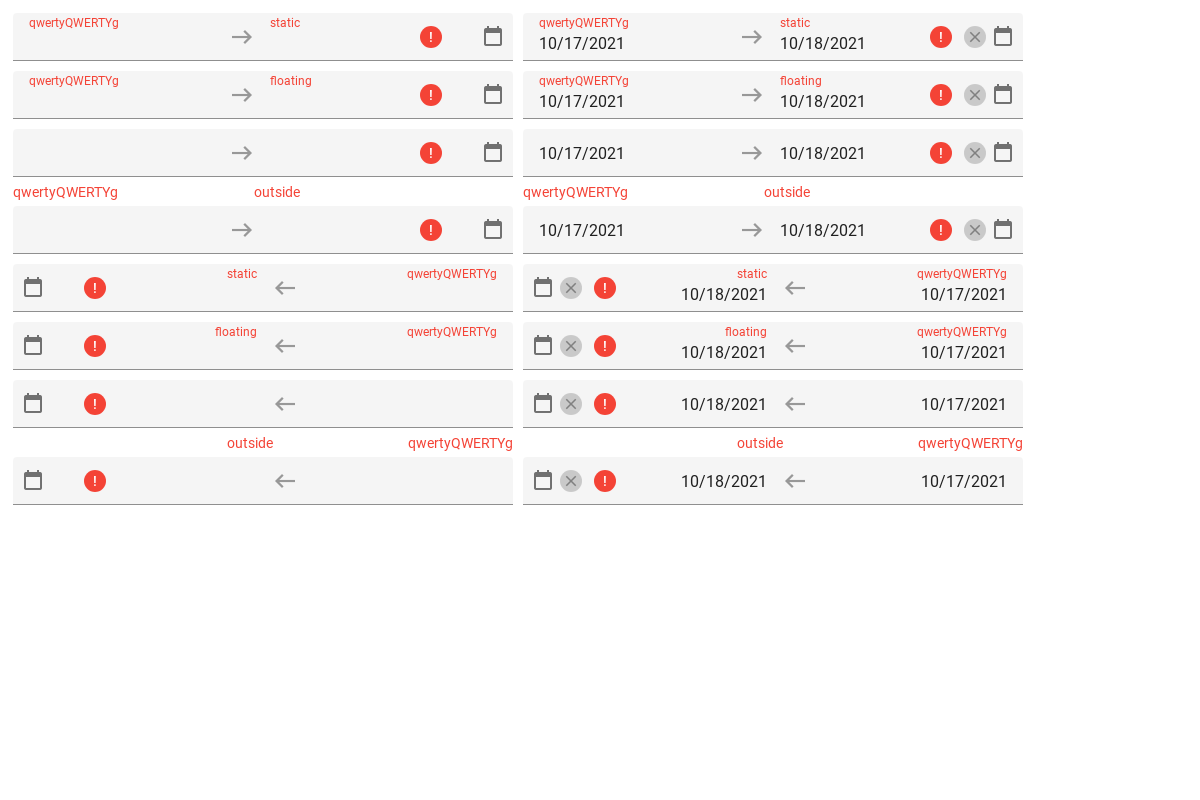 qwertyQWERTYg static qwertyQWERTYg static
10/17/2021 10/18/2021
qwertyQWERTYg floating qwertyQWERTYg floating
10/17/2021 10/18/2021
10/17/2021 10/18/2021
qwertyQWERTYg outside qwertyQWERTYg outside
10/17/2021 10/18/2021
static qwertyQWERTYg static qwertyQWERTYg
10/18/2021 10/17/2021
floating qwertyQWERTYg floating qwertyQWERTYg
10/18/2021 10/17/2021
10/18/2021 10/17/2021
outside qwertyQWERTYg outside qwertyQWERTYg
10/18/2021 10/17/2021